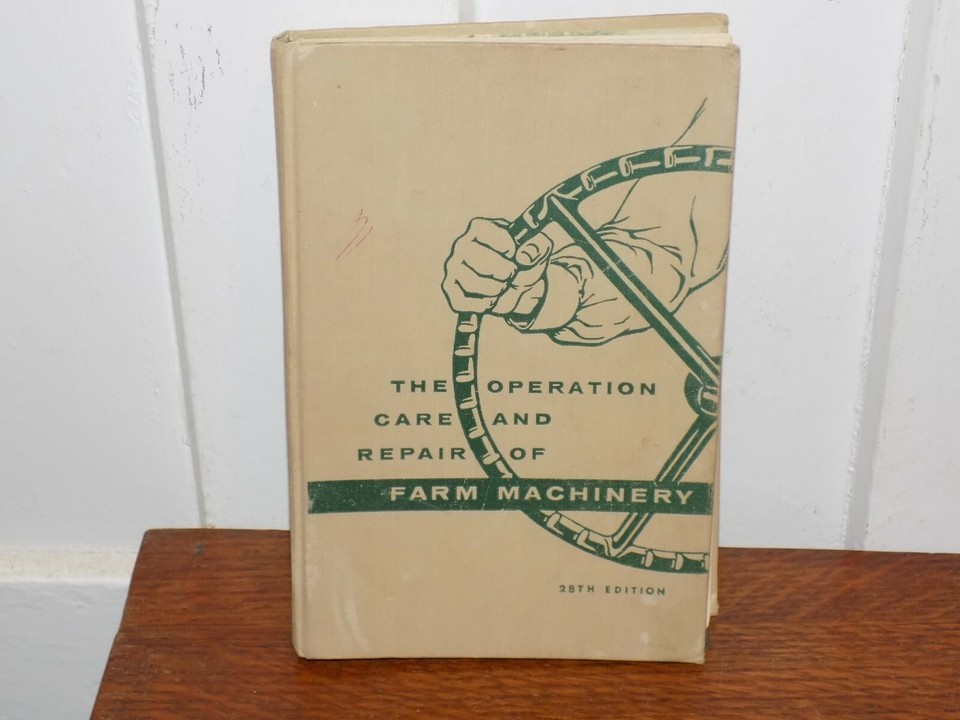 THE OPERATION
CARE AND
REPAIR OF
FARM MACHINERY
28TH EDITION